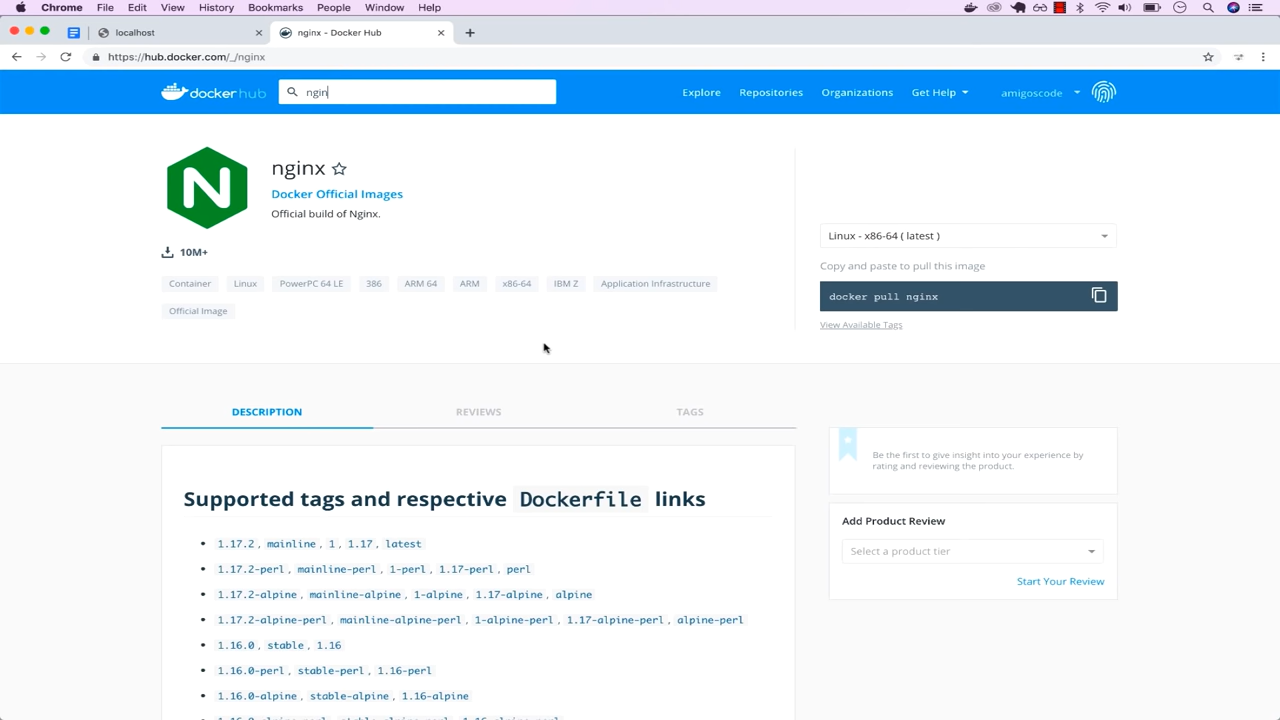 Chrome File Edit View History Bookmarks People Window Help
localhost
nginx - Docker Hub
https://hub.docker.com/_/nginx
docker hub
ngin
Explore Repositories Organizations Get Help amigoscode
N
nginx
Docker Official Images
Official build of Nginx.
10M+
Container Linux PowerPC 64 LE 386 ARM 64 ARM x86-64 IBM Z Application Infrastructure
Official Image
Linux - x86-64 ( latest )
Copy and paste to pull this image
docker pull nginx
View Available Tags
DESCRIPTION REVIEWS TAGS
Supported tags and respective Dockerfile links
1.17.2, mainline, 1, 1.17, latest
1.17.2-perl, mainline-perl, 1-perl, 1.17-perl, perl
1.17.2-alpine, mainline-alpine, 1-alpine, 1.17-alpine, alpine
1.17.2-alpine-perl, mainline-alpine-perl, 1-alpine-perl, 1.17-alpine-perl, alpine-perl
1.16.0, stable, 1.16
1.16.0-perl, stable-perl, 1.16-perl
1.16.0-alpine, stable-alpine, 1.16-alpine
Be the first to give insight into your experience by
rating and reviewing the product.
Add Product Review
Select a product tier
Start Your Review